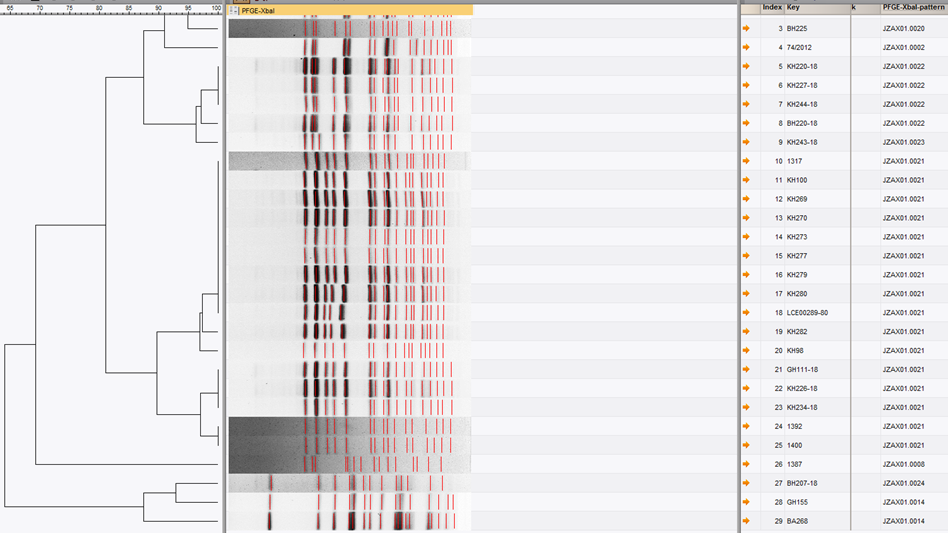 Index Key k PFGE-XbaI-pattern
65 70 75 80 85 90 95 100
PFGE-XbaI
3 BH225 JZAX01.0020
4 74/2012 JZAX01.0002
5 KH220-18 JZAX01.0022
6 KH227-18 JZAX01.0022
7 KH244-18 JZAX01.0022
8 BH220-18 JZAX01.0022
9 KH243-18 JZAX01.0023
10 1317 JZAX01.0021
11 KH100 JZAX01.0021
12 KH269 JZAX01.0021
13 KH270 JZAX01.0021
14 KH273 JZAX01.0021
15 KH277 JZAX01.0021
16 KH279 JZAX01.0021
17 KH280 JZAX01.0021
18 LCE00289-80 JZAX01.0021
19 KH282 JZAX01.0021
20 KH98 JZAX01.0021
21 GH111-18 JZAX01.0021
22 KH226-18 JZAX01.0021
23 KH234-18 JZAX01.0021
24 1392 JZAX01.0021
25 1400 JZAX01.0021
26 1387 JZAX01.0008
27 BH207-18 JZAX01.0024
28 GH155 JZAX01.0014
29 BA268 JZAX01.0014